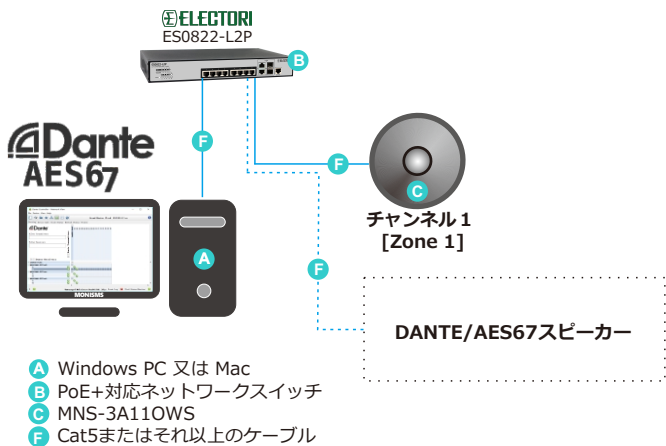 ELECTORI
ES0822-L2P
B
Dante
AES67
F
F
C
チャンネル 1
[Zone 1]
A
F
MONISMS
DANTE/AES67スピーカー
A Windows PC 又は Mac
B PoE+対応ネットワークスイッチ
C MNS-3A11OWS
F Cat5またはそれ以上のケーブル